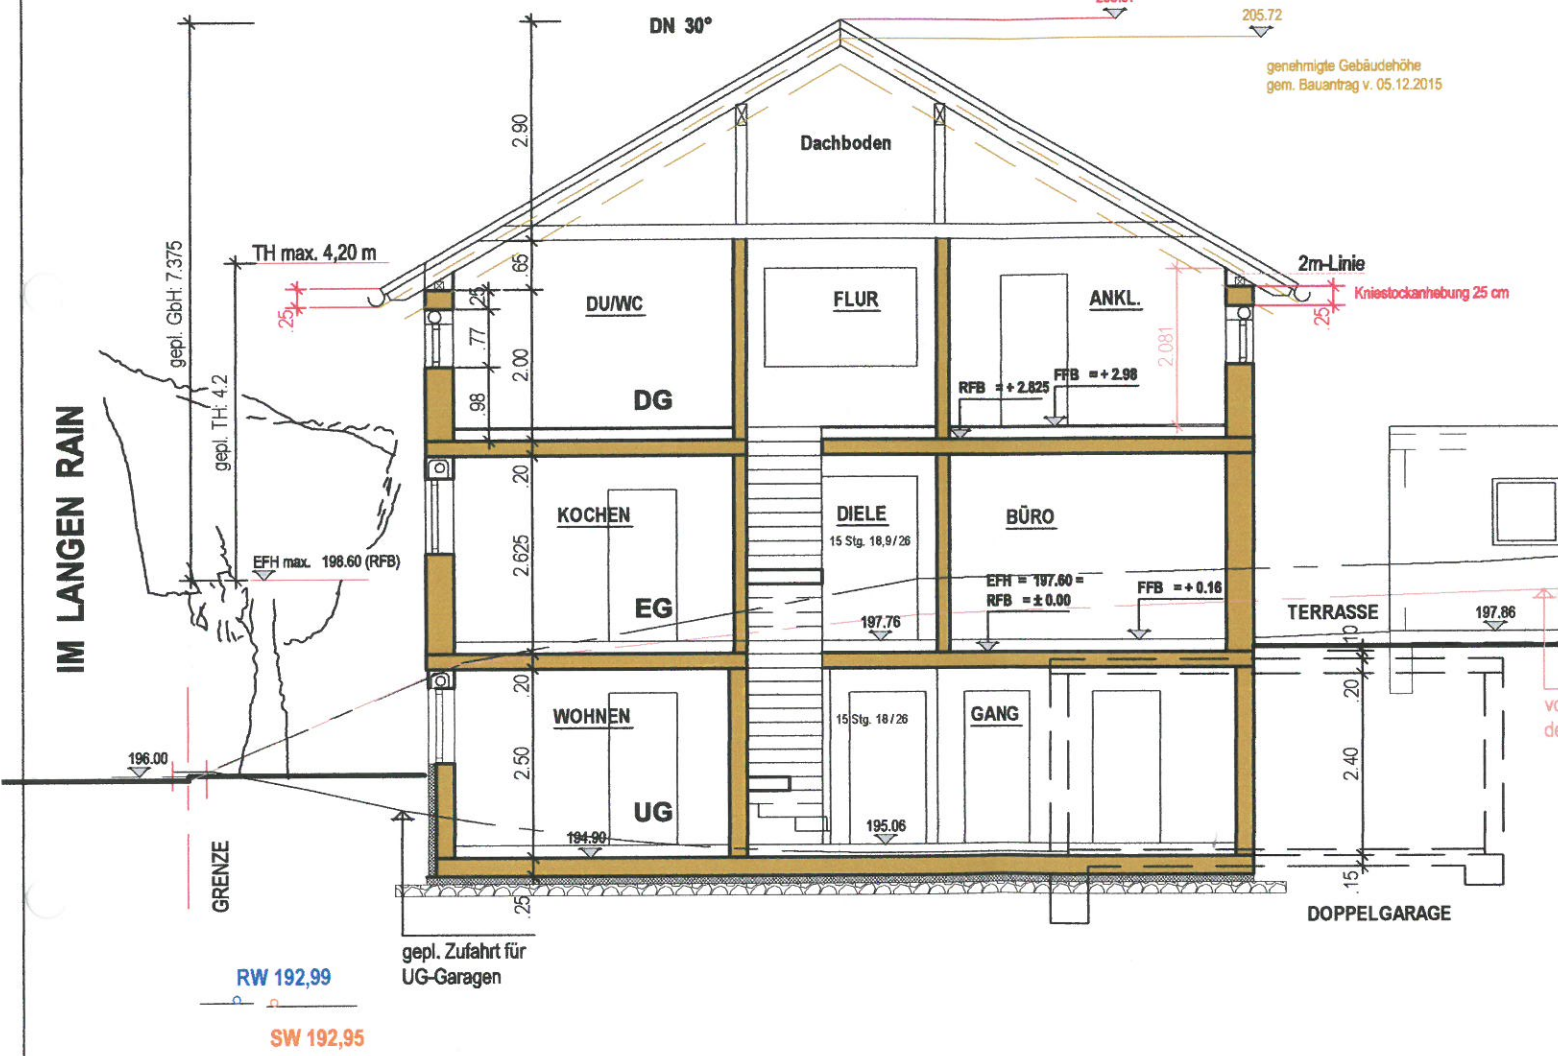 DN 30°
205.72
genehmigte Gebäudehöhe
gem. Bauantrag v. 05.12.2015
2.90
Dachboden
gepl. GbH: 7.375
TH max. 4,20 m
.65
2m-Linie
Kniestockanhebung 25 cm
.25
.25
.25
DU/WC
FLUR
ANKL.
.77
2.00
2.081
gepl. TH: 4.2
.98
DG
RFB = + 2.825
FFB = + 2.98
IM LANGEN RAIN
.20
KOCHEN
DIELE
15 Stg. 18,9 / 26
BÜRO
2.625
EFH max. 198.60 (RFB)
EFH = 197.60 =
RFB = ± 0.00
FFB = + 0.16
EG
197.76
TERRASSE
197.86
.10
.20
.20
WOHNEN
15 Stg. 18 / 26
GANG
196.00
2.50
2.40
UG
194.90
195.06
GRENZE
.25
.15
DOPPELGARAGE
gepl. Zufahrt für
UG-Garagen
RW 192,99
SW 192,95